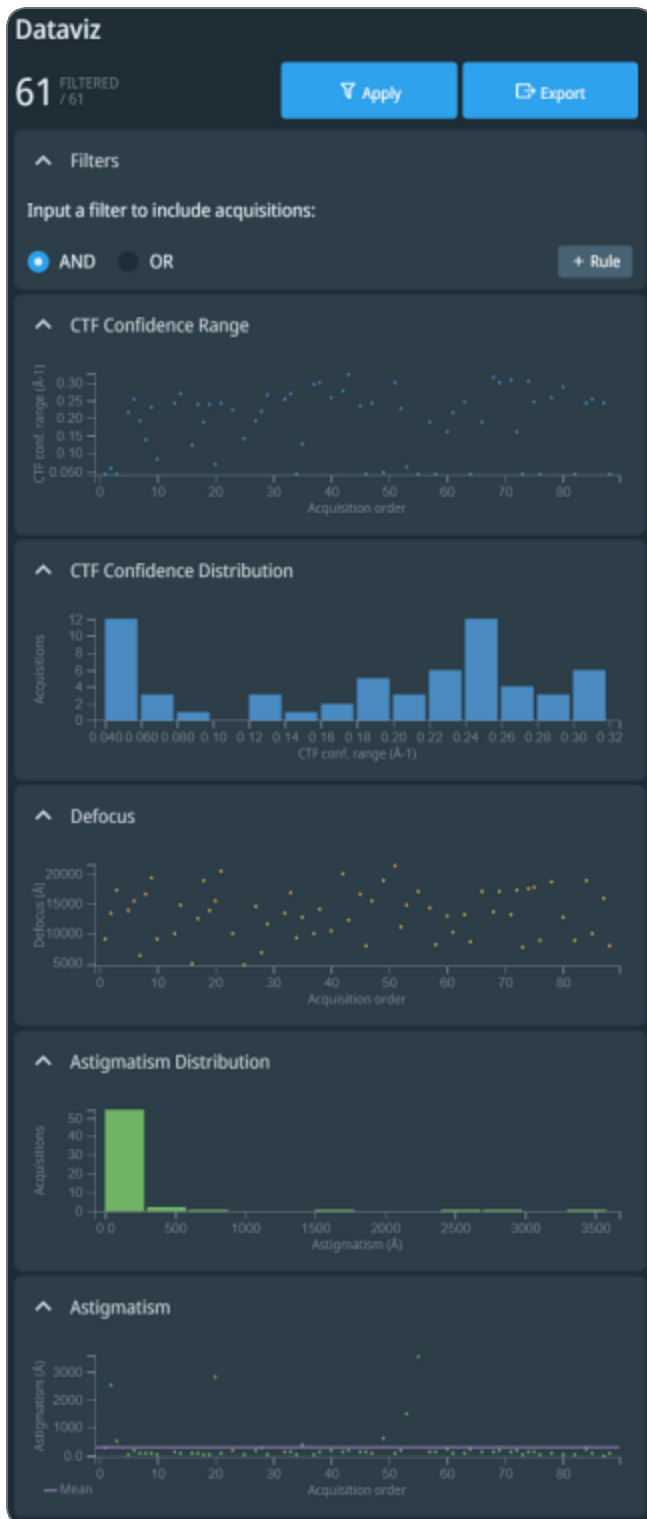 Dataviz
61 FILTERED / 61
Apply Export
Filters
Input a filter to include acquisitions:
AND OR + Rule
CTF Confidence Range
CTF conf. range (Å-1)
0.30
0.25
0.20
0.15
0.10
0.050
0 10 20 30 40 50 60 70 80
Acquisition order
CTF Confidence Distribution
Acquisitions
12
10
8
6
4
2
0
0.040 0.060 0.080 0.10 0.12 0.14 0.16 0.18 0.20 0.22 0.24 0.26 0.28 0.30 0.32
CTF conf. range (Å-1)
Defocus
Defocus (Å)
20000
15000
10000
5000
0 10 20 30 40 50 60 70 80
Acquisition order
Astigmatism Distribution
Acquisitions
50
40
30
20
10
0
0.0 500 1000 1500 2000 2500 3000 3500
Astigmatism (Å)
Astigmatism
Astigmatism (Å)
3000
2000
1000
0.0
0 10 20 30 40 50 60 70 80
Mean Acquisition order